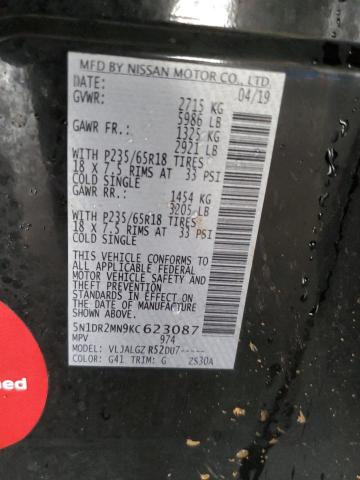 MFD BY NISSAN MOTOR CO., LTD.
DATE: 04/19
GVWR: 2715 KG
5986 LB
GAWR FR.: 1325 KG
2921 LB
WITH P235/65R18 TIRES
18 X 7.5 RIMS AT 33 PSI
COLD SINGLE
GAWR RR.: 1454 KG
3205 LB
WITH P235/65R18 TIRES
18 X 7.5 RIMS AT 33 PSI
COLD SINGLE
THIS VEHICLE CONFORMS TO
ALL APPLICABLE FEDERAL
MOTOR VEHICLE SAFETY AND
THEFT PREVENTION
STANDARDS IN EFFECT ON
THE DATE OF MANUFACTURE
SHOWN ABOVE.
5N1DR2MN9KC623087
MPV 974
VLJALGZ R52DU7-----
COLOR: G41 TRIM: G 2S30A